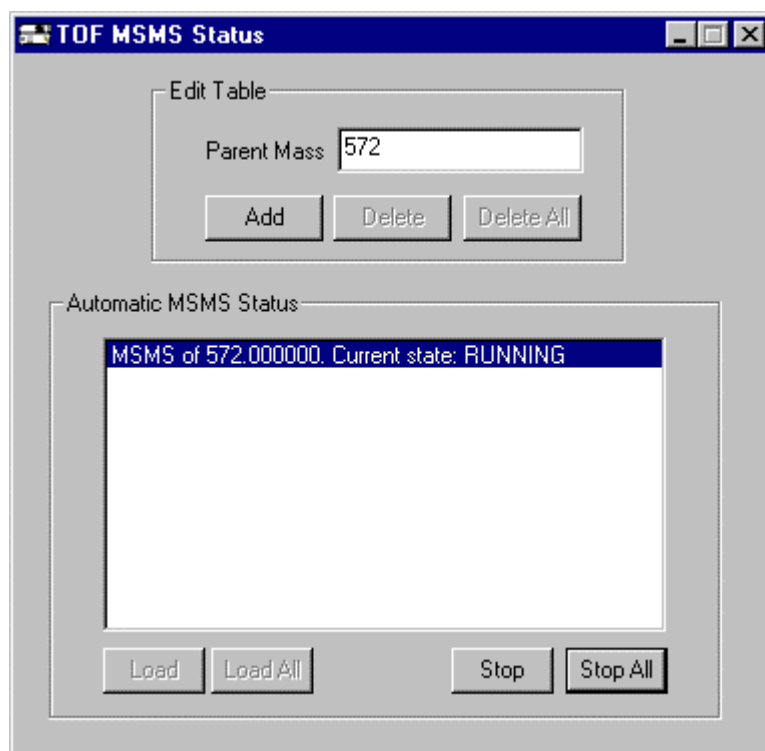 TOF MSMS Status
Edit Table
Parent Mass 572
Add Delete Delete All
Automatic MSMS Status
MSMS of 572.000000. Current state: RUNNING
Load Load All Stop Stop All